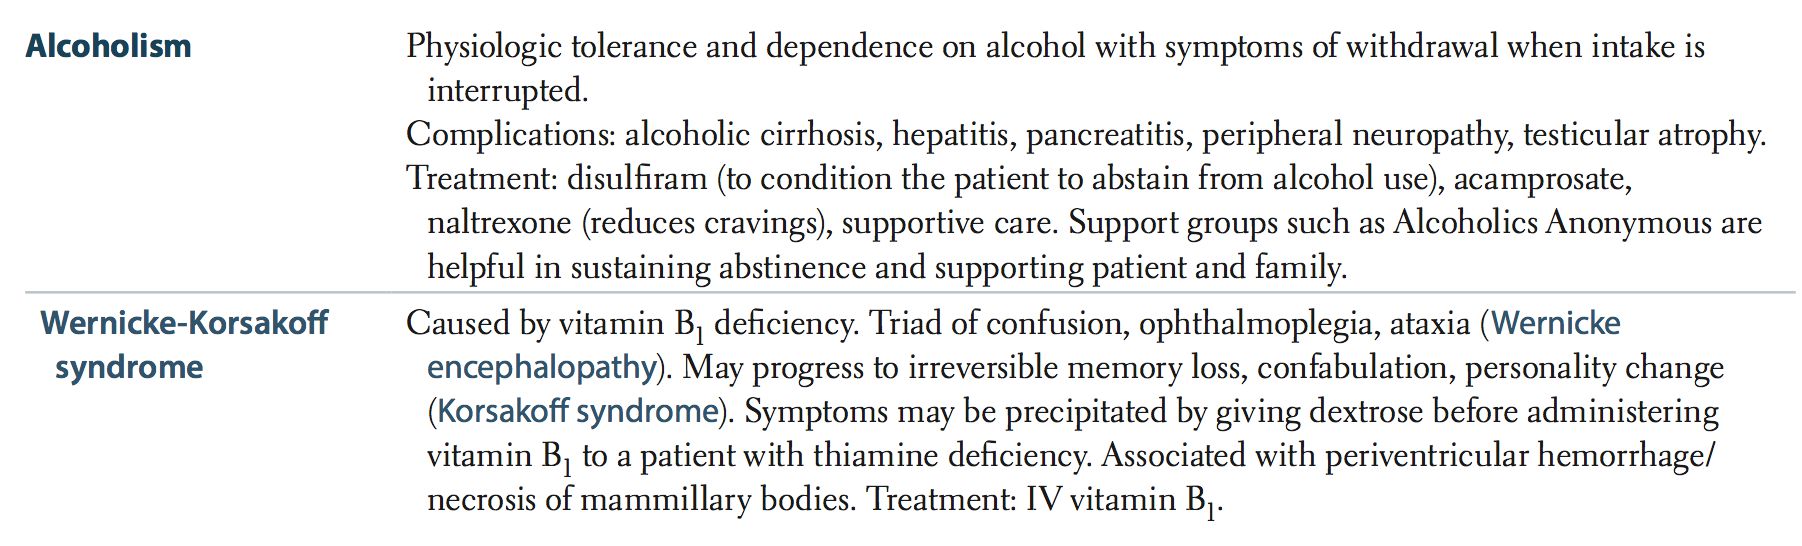 Alcoholism
Physiologic tolerance and dependence on alcohol with symptoms of withdrawal when intake is
interrupted.
Complications: alcoholic cirrhosis, hepatitis, pancreatitis, peripheral neuropathy, testicular atrophy.
Treatment: disulfiram (to condition the patient to abstain from alcohol use), acamprosate,
naltrexone (reduces cravings), supportive care. Support groups such as Alcoholics Anonymous are
helpful in sustaining abstinence and supporting patient and family.
Wernicke-Korsakoff
syndrome
Caused by vitamin B₁ deficiency. Triad of confusion, ophthalmoplegia, ataxia (Wernicke
encephalopathy). May progress to irreversible memory loss, confabulation, personality change
(Korsakoff syndrome). Symptoms may be precipitated by giving dextrose before administering
vitamin B₁ to a patient with thiamine deficiency. Associated with periventricular hemorrhage/
necrosis of mammillary bodies. Treatment: IV vitamin B₁.